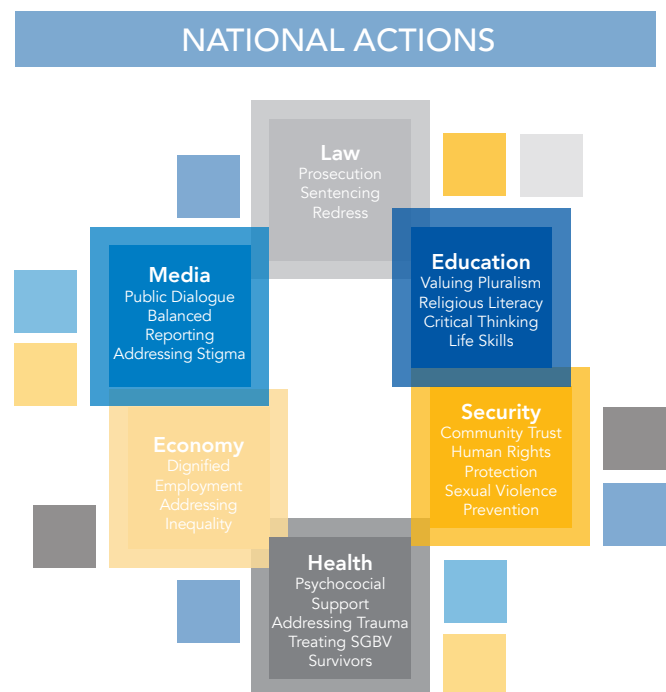 NATIONAL ACTIONS
Law
Prosecution
Sentencing
Redress
Education
Valuing Pluralism
Religious Literacy
Critical Thinking
Life Skills
Media
Public Dialogue
Balanced
Reporting
Addressing Stigma
Security
Community Trust
Human Rights
Protection
Sexual Violence
Prevention
Economy
Dignified
Employment
Addressing
Inequality
Health
Psychococial
Support
Addressing Trauma
Treating SGBV
Survivors